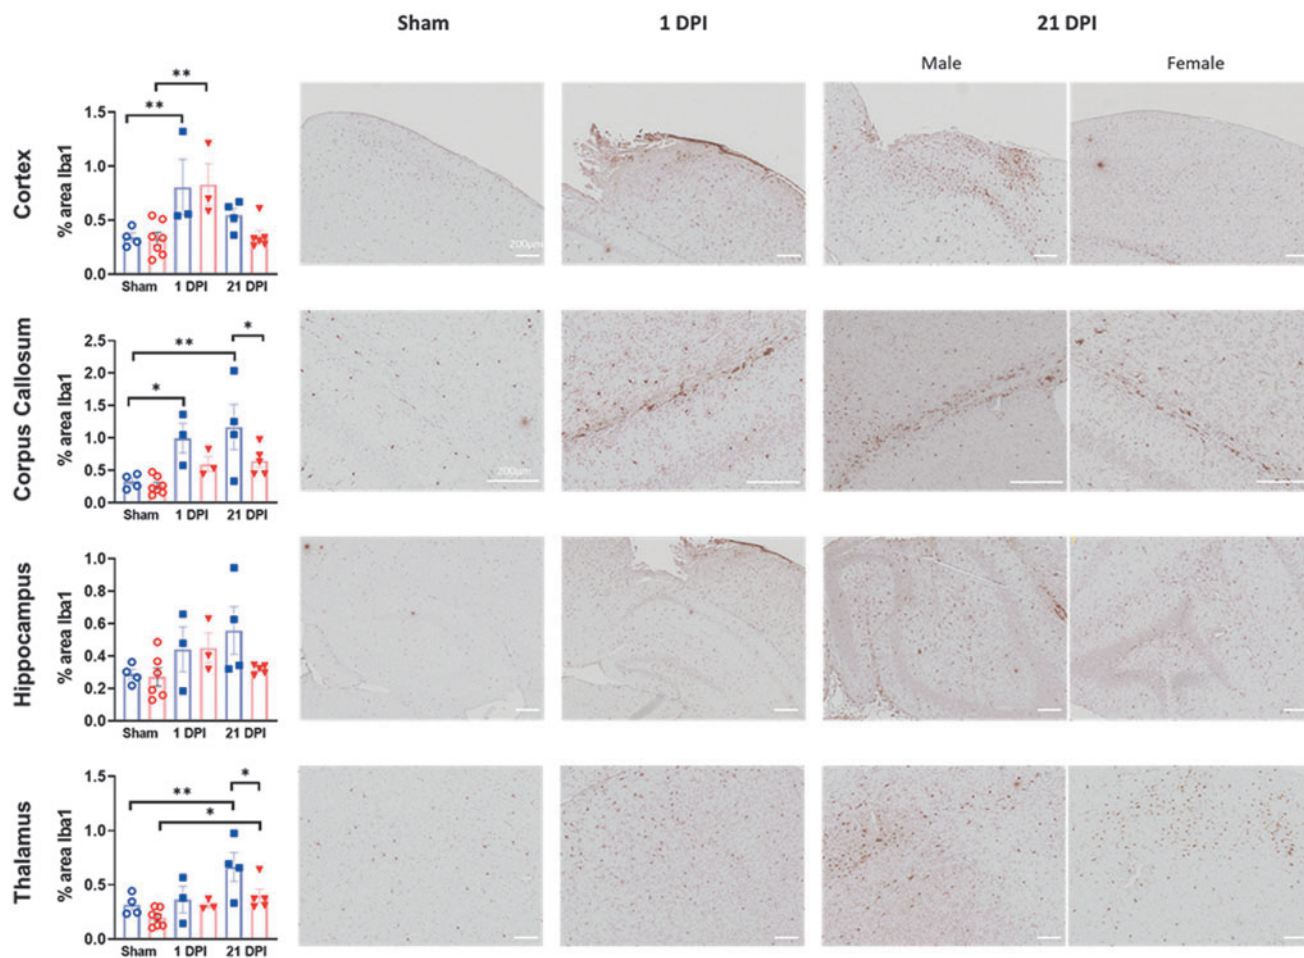 Sham 1 DPI 21 DPI
Male Female
Cortex
% area Iba1
**
**
1.5
1.0
0.5
0.0
Sham 1 DPI 21 DPI
200µm
Corpus Callosum
% area Iba1
*
**
*
2.5
2.0
1.5
1.0
0.5
0.0
Sham 1 DPI 21 DPI
200µm
Hippocampus
% area Iba1
1.0
0.8
0.6
0.4
0.2
0.0
Sham 1 DPI 21 DPI
Thalamus
% area Iba1
*
**
*
1.5
1.0
0.5
0.0
Sham 1 DPI 21 DPI